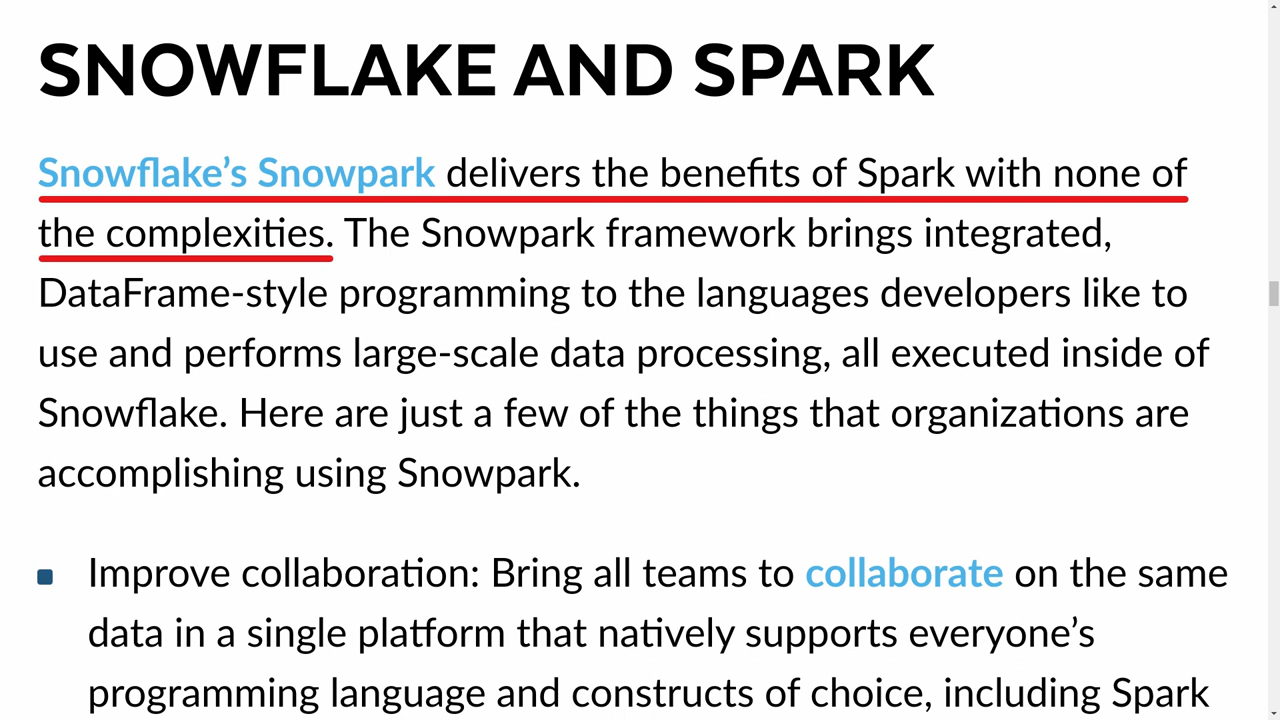 SNOWFLAKE AND SPARK
Snowflake’s Snowpark delivers the benefits of Spark with none of
the complexities. The Snowpark framework brings integrated,
DataFrame-style programming to the languages developers like to
use and performs large-scale data processing, all executed inside of
Snowflake. Here are just a few of the things that organizations are
accomplishing using Snowpark.
Improve collaboration: Bring all teams to collaborate on the same
data in a single platform that natively supports everyone’s
programming language and constructs of choice, including Spark